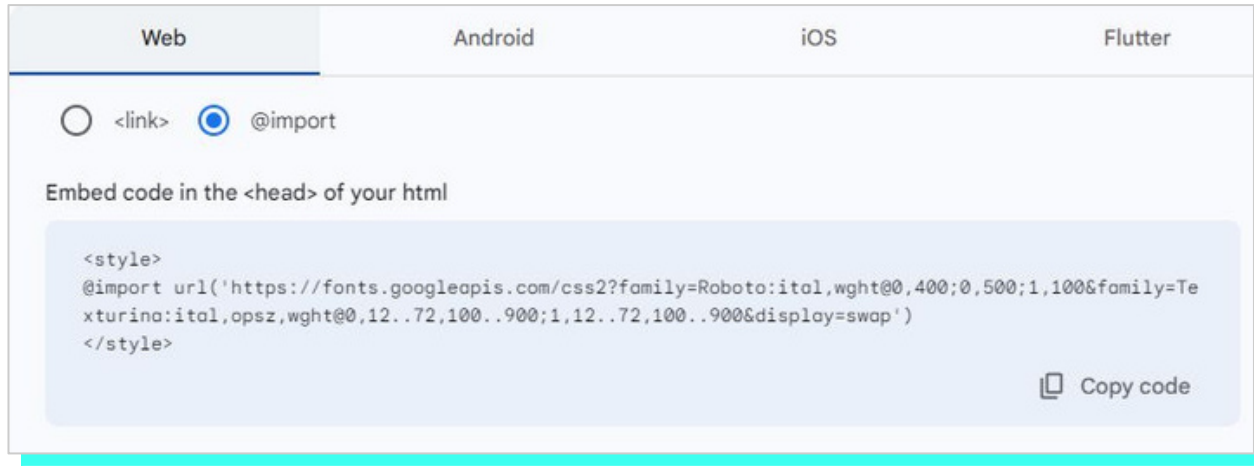 Web Android iOS Flutter
<link> @import
Embed code in the <head> of your html
<style>
@import url('https://fonts.googleapis.com/css2?family=Roboto:ital,wght@0,400;0,500;1,100&family=Te
xturina:ital,opsz,wght@0,12..72,100..900;1,12..72,100..900&display=swap')
</style>
Copy code